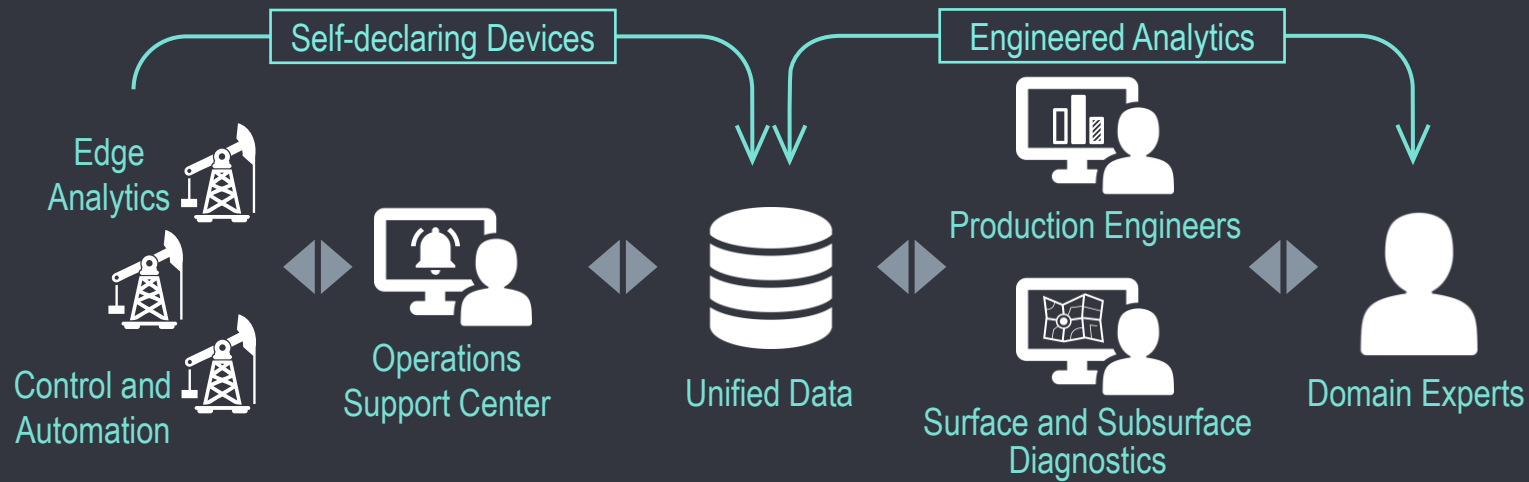 Self-declaring Devices
Engineered Analytics
Edge
Analytics
Control and
Automation
Operations
Support Center
Unified Data
Production Engineers
Surface and Subsurface
Diagnostics
Domain Experts